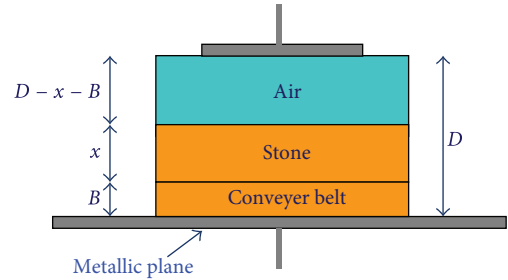 Air
D − x − B
x
Stone
D
B
Conveyer belt
Metallic plane